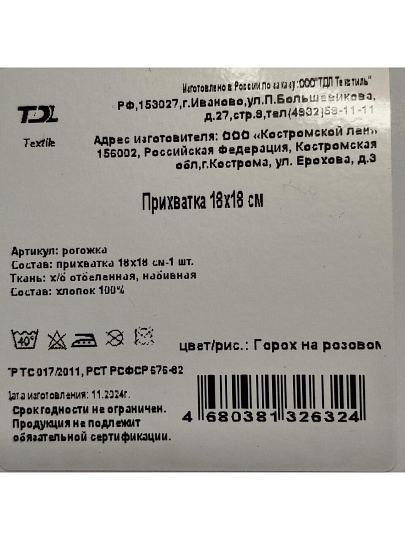 Изготовлено в России по заказу: ООО "ТДЛ Текстиль"
РФ,153027,г.Иваново,ул.П.Большевикова,
д.27,стр.9,тел(4932)58-11-11
TDL
Textile
Адрес изготовителя: ООО «Костромской лен»
156002, Российская Федерация, Костромская
обл,г.Кострома, ул. Ерохова, д.3
Прихватка 18х18 см
Артикул: рогожка
Состав: прихватка 18х18 см-1 шт.
Ткань: х/б отбеленная, набивная
Состав: хлопок 100%
40°
цвет/рис.: Горох на розовом
ТР ТС 017/2011, РСТ РСФСР 676-82
Дата изготовления: 11.2024г.
Срок годности не ограничен.
Продукция не подлежит
обязательной сертификации.
4 680381 326324